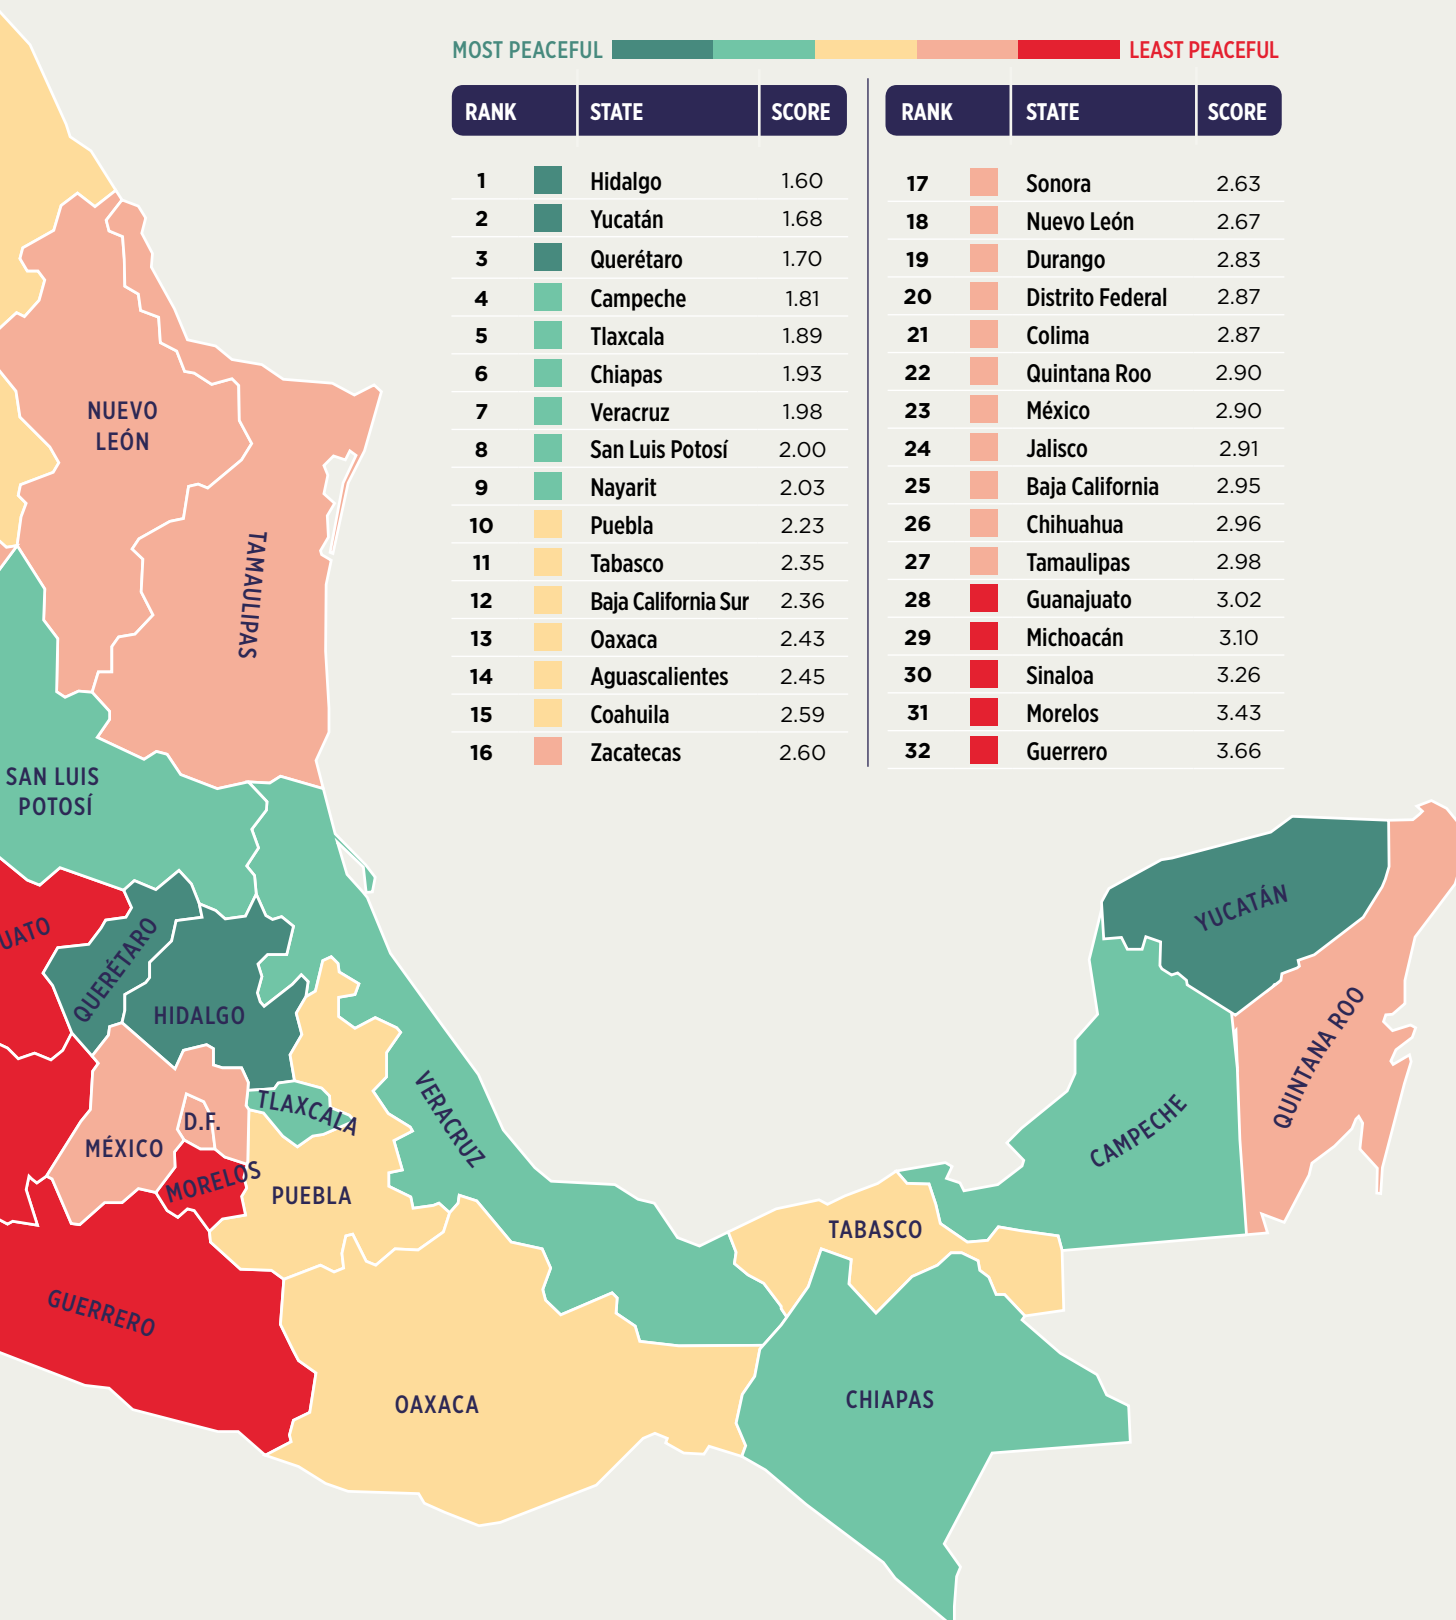 MOST PEACEFUL LEAST PEACEFUL
RANK STATE SCORE
1 Hidalgo 1.60
2 Yucatán 1.68
3 Querétaro 1.70
4 Campeche 1.81
5 Tlaxcala 1.89
6 Chiapas 1.93
7 Veracruz 1.98
8 San Luis Potosí 2.00
9 Nayarit 2.03
10 Puebla 2.23
11 Tabasco 2.35
12 Baja California Sur 2.36
13 Oaxaca 2.43
14 Aguascalientes 2.45
15 Coahuila 2.59
16 Zacatecas 2.60
RANK STATE SCORE
17 Sonora 2.63
18 Nuevo León 2.67
19 Durango 2.83
20 Distrito Federal 2.87
21 Colima 2.87
22 Quintana Roo 2.90
23 México 2.90
24 Jalisco 2.91
25 Baja California 2.95
26 Chihuahua 2.96
27 Tamaulipas 2.98
28 Guanajuato 3.02
29 Michoacán 3.10
30 Sinaloa 3.26
31 Morelos 3.43
32 Guerrero 3.66
NUEVO
LEÓN
TAMAULIPAS
SAN LUIS
POTOSÍ
UATO
QUERÉTARO
HIDALGO
TLAXCALA
D.F.
MÉXICO
MORELOS
PUEBLA
VERACRUZ
GUERRERO
OAXACA
TABASCO
CHIAPAS
CAMPECHE
YUCATÁN
QUINTANA ROO